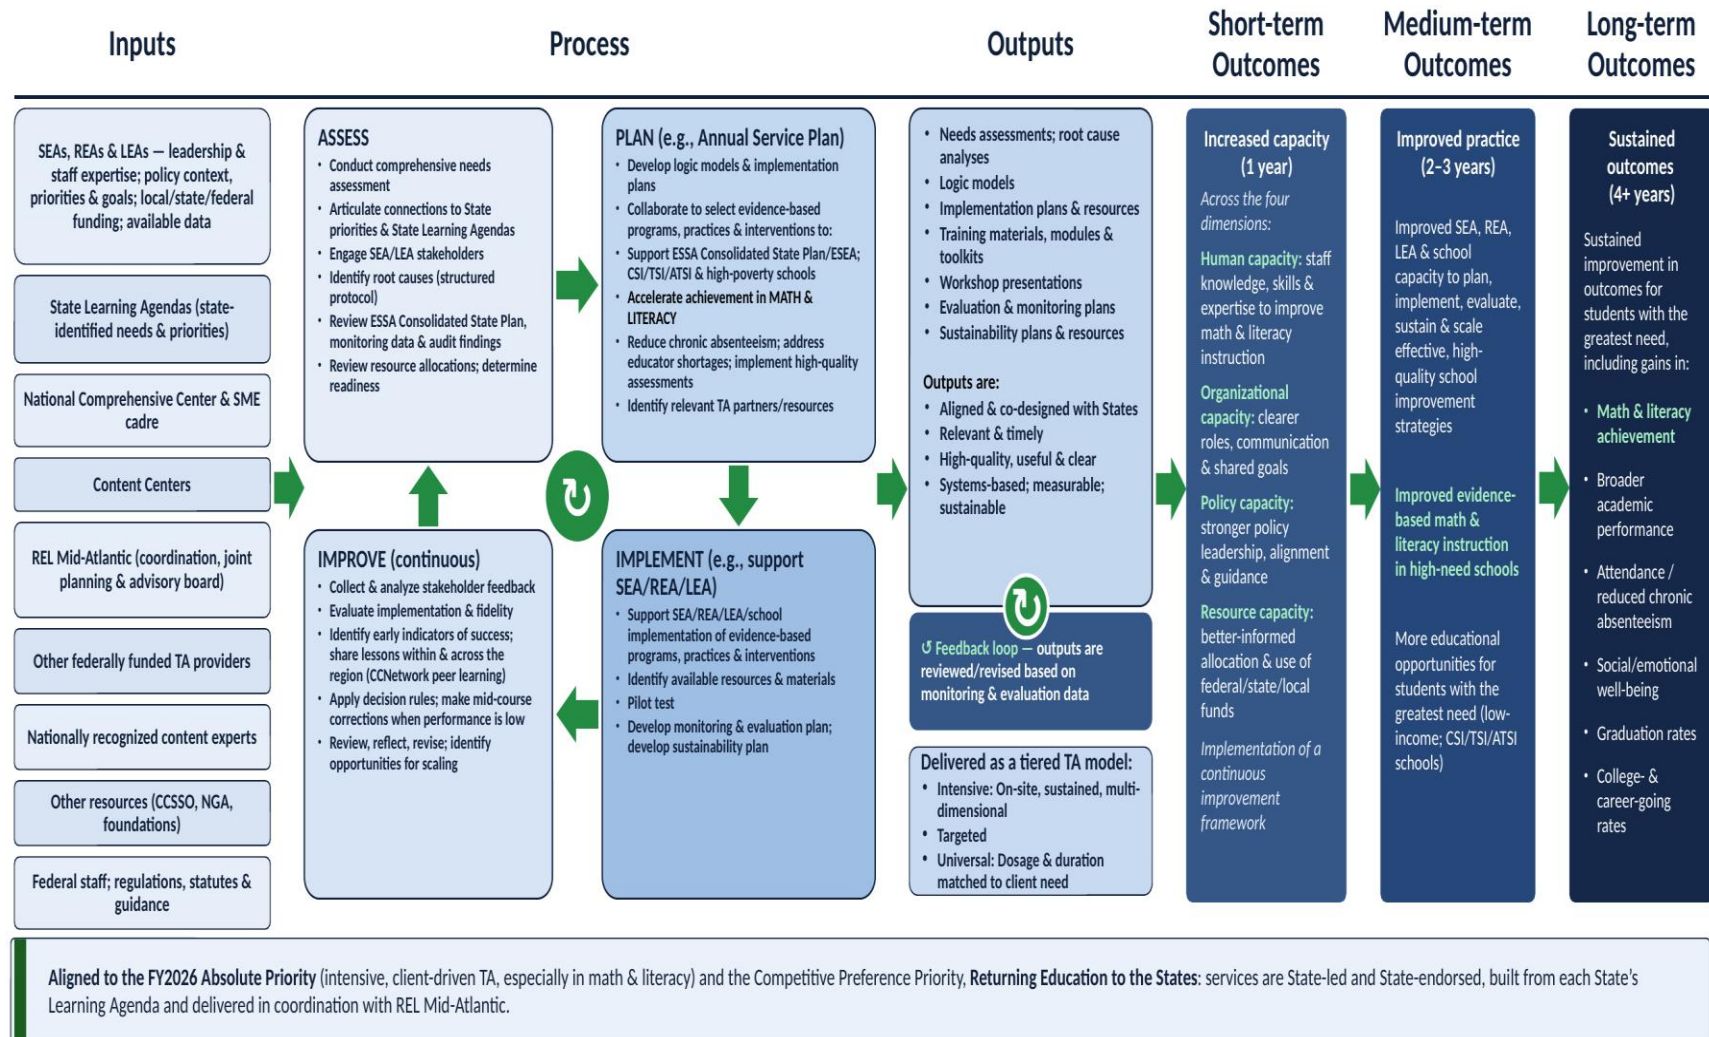 Inputs
Process
Outputs
Short-term
Outcomes
Medium-term
Outcomes
Long-term
Outcomes
SEAs, REAs & LEAs — leadership &
staff expertise; policy context,
priorities & goals; local/state/federal
funding; available data
State Learning Agendas (state-
identified needs & priorities)
National Comprehensive Center & SME
cadre
Content Centers
REL Mid-Atlantic (coordination, joint
planning & advisory board)
Other federally funded TA providers
Nationally recognized content experts
Other resources (CCSSO, NGA,
foundations)
Federal staff; regulations, statutes &
guidance
ASSESS
• Conduct comprehensive needs
assessment
• Articulate connections to State
priorities & State Learning Agendas
• Engage SEA/LEA stakeholders
• Identify root causes (structured
protocol)
• Review ESSA Consolidated State Plan,
monitoring data & audit findings
• Review resource allocations; determine
readiness
PLAN (e.g., Annual Service Plan)
• Develop logic models & implementation
plans
• Collaborate to select evidence-based
programs, practices & interventions to:
• Support ESSA Consolidated State Plan/ESEA;
CSI/TSI/ATSI & high-poverty schools
• Accelerate achievement in MATH &
LITERACY
• Reduce chronic absenteeism; address
educator shortages; implement high-quality
assessments
• Identify relevant TA partners/resources
IMPROVE (continuous)
• Collect & analyze stakeholder feedback
• Evaluate implementation & fidelity
• Identify early indicators of success;
share lessons within & across the
region (CCNetwork peer learning)
• Apply decision rules; make mid-course
corrections when performance is low
• Review, reflect, revise; identify
opportunities for scaling
IMPLEMENT (e.g., support
SEA/REA/LEA)
• Support SEA/REA/LEA/school
implementation of evidence-based
programs, practices & interventions
• Identify available resources & materials
• Pilot test
• Develop monitoring & evaluation plan;
develop sustainability plan
• Needs assessments; root cause
analyses
• Logic models
• Implementation plans & resources
• Training materials, modules &
toolkits
• Workshop presentations
• Evaluation & monitoring plans
• Sustainability plans & resources
Outputs are:
• Aligned & co-designed with States
• Relevant & timely
• High-quality, useful & clear
• Systems-based; measurable;
sustainable
↺ Feedback loop — outputs are
reviewed/revised based on
monitoring & evaluation data
Delivered as a tiered TA model:
• Intensive: On-site, sustained, multi-
dimensional
• Targeted
• Universal: Dosage & duration
matched to client need
Increased capacity
(1 year)
Across the four
dimensions:
Human capacity: staff
knowledge, skills &
expertise to improve
math & literacy
instruction
Organizational
capacity: clearer
roles, communication
& shared goals
Policy capacity:
stronger policy
leadership, alignment
& guidance
Resource capacity:
better-informed
allocation & use of
federal/state/local
funds
Implementation of a
continuous
improvement
framework
Improved practice
(2–3 years)
Improved SEA, REA,
LEA & school
capacity to plan,
implement, evaluate,
sustain & scale
effective, high-
quality school
improvement
strategies
Improved evidence-
based math &
literacy instruction
in high-need schools
More educational
opportunities for
students with the
greatest need (low-
income; CSI/TSI/ATSI
schools)
Sustained
outcomes
(4+ years)
Sustained
improvement in
outcomes for
students with the
greatest need,
including gains in:
• Math & literacy
achievement
• Broader
academic
performance
• Attendance /
reduced chronic
absenteeism
• Social/emotional
well-being
• Graduation rates
• College- &
career-going
rates
Aligned to the FY2026 Absolute Priority (intensive, client-driven TA, especially in math & literacy) and the Competitive Preference Priority, Returning Education to the States: services are State-led and State-endorsed, built from each State's
Learning Agenda and delivered in coordination with REL Mid-Atlantic.